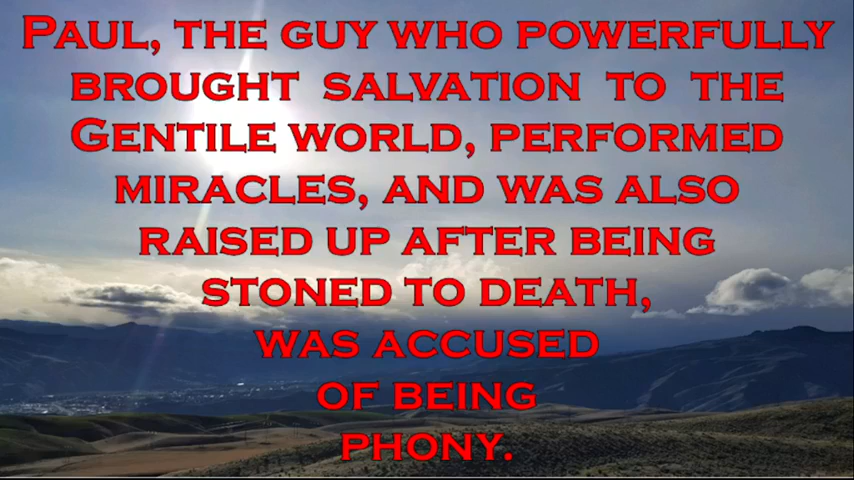 Paul, the guy who powerfully
brought salvation to the
Gentile world, performed
miracles, and was also
raised up after being
stoned to death,
was accused
of being
phony.